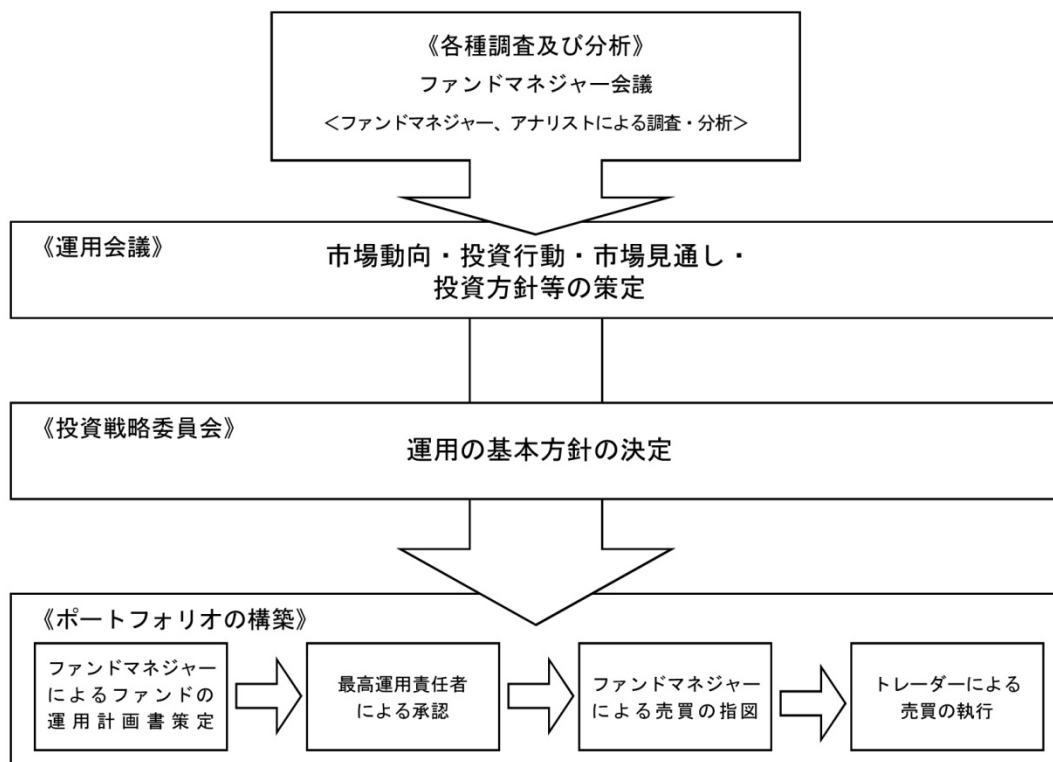 《各種調査及び分析》
ファンドマネジャー会議
＜ファンドマネジャー、アナリストによる調査・分析＞
《運用会議》
市場動向・投資行動・市場見通し・
投資方針等の策定
《投資戦略委員会》
運用の基本方針の決定
《ポートフォリオの構築》
ファンドマネジャー
によるファンドの
運用計画書策定
最高運用責任者
による承認
ファンドマネジャー
による売買の指図
トレーダーによる
売買の執行